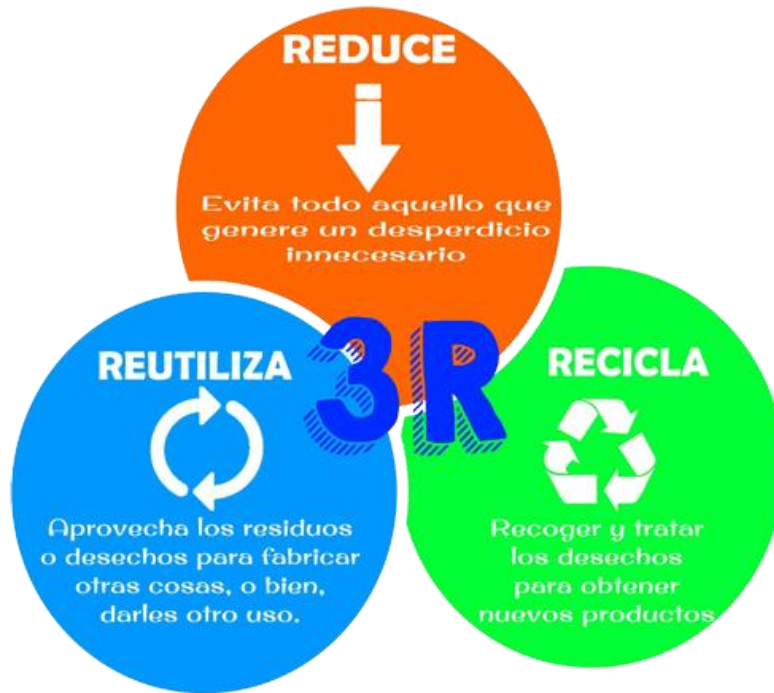 REDUCE
Evita todo aquello que
genere un desperdicio
innecesario
3R
REUTILIZA
Aprovecha los residuos
o desechos para fabricar
otras cosas, o bien,
darles otro uso.
RECICLA
Recoger y tratar
los desechos
para obtener
nuevos productos